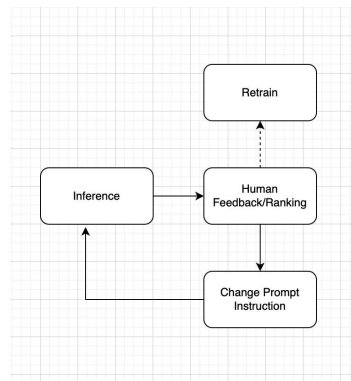 Retrain
Inference
Human
Feedback/Ranking
Change Prompt
Instruction